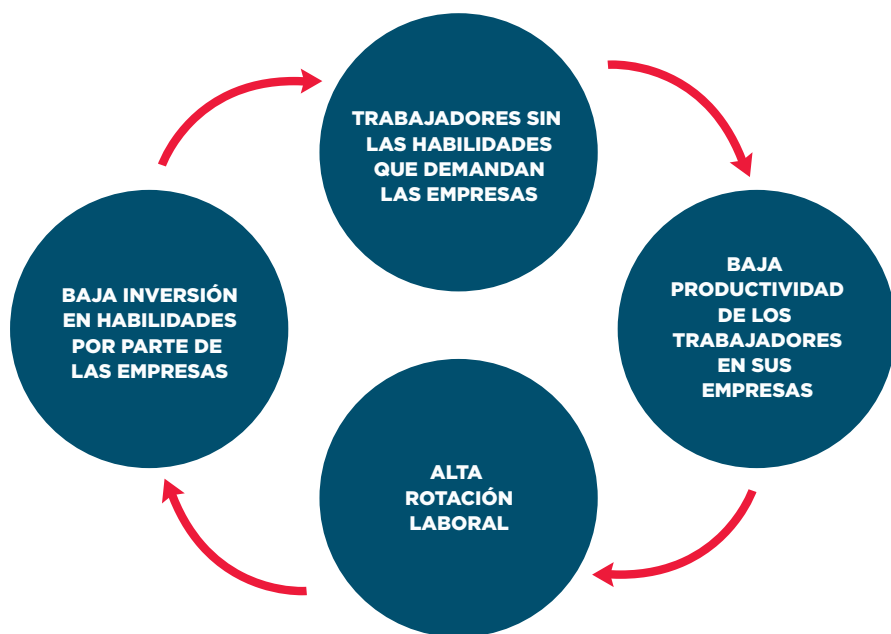 TRABAJADORES SIN
LAS HABILIDADES
QUE DEMANDAN
LAS EMPRESAS
BAJA
PRODUCTIVIDAD
DE LOS
TRABAJADORES
EN SUS
EMPRESAS
ALTA
ROTACIÓN
LABORAL
BAJA INVERSIÓN
EN HABILIDADES
POR PARTE DE
LAS EMPRESAS